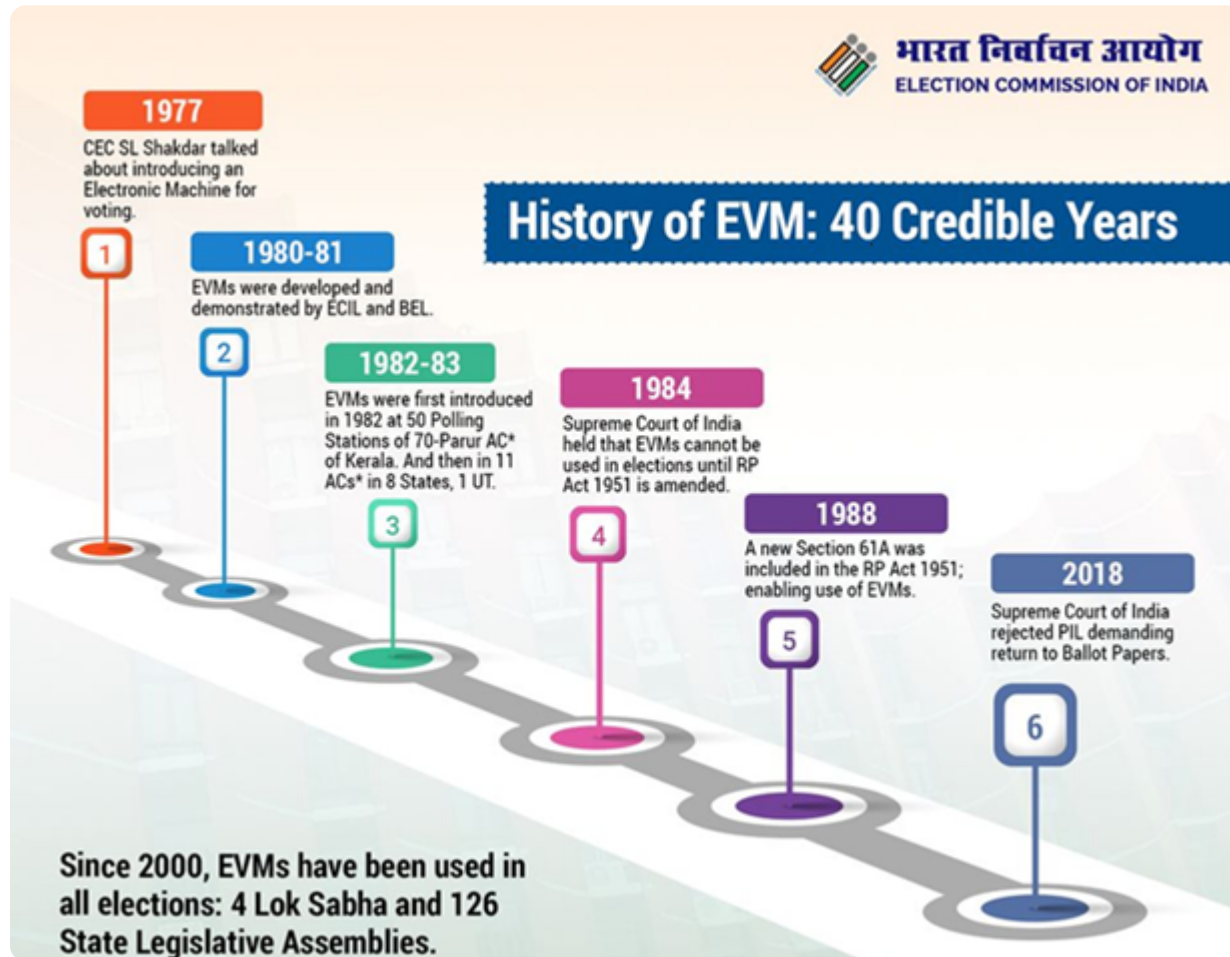 भारत निर्वाचन आयोग
ELECTION COMMISSION OF INDIA
History of EVM: 40 Credible Years
1977
CEC SL Shakdar talked
about introducing an
Electronic Machine for
voting.
1
1980-81
EVMs were developed and
demonstrated by ECIL and BEL.
2
1982-83
EVMs were first introduced
in 1982 at 50 Polling
Stations of 70-Parur AC*
of Kerala. And then in 11
ACs* in 8 States, 1 UT.
3
1984
Supreme Court of India
held that EVMs cannot be
used in elections until RP
Act 1951 is amended.
4
1988
A new Section 61A was
included in the RP Act 1951;
enabling use of EVMs.
5
2018
Supreme Court of India
rejected PIL demanding
return to Ballot Papers.
6
Since 2000, EVMs have been used in
all elections: 4 Lok Sabha and 126
State Legislative Assemblies.